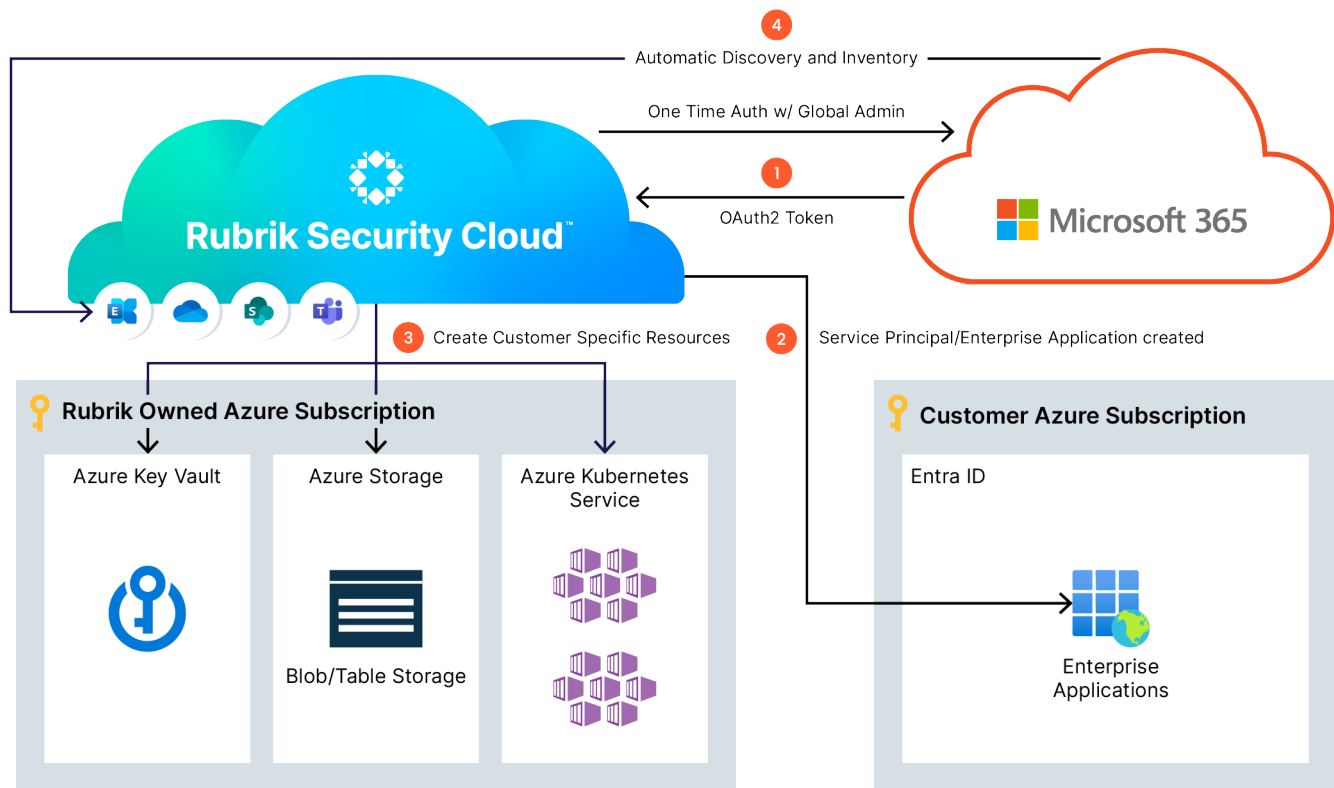 4
Automatic Discovery and Inventory
One Time Auth w/ Global Admin
1
OAuth2 Token
Rubrik Security Cloud™
Microsoft 365
E
S
T
3 Create Customer Specific Resources
2 Service Principal/Enterprise Application created
Rubrik Owned Azure Subscription
Azure Key Vault
Azure Storage
Blob/Table Storage
Azure Kubernetes
Service
Customer Azure Subscription
Entra ID
Enterprise
Applications